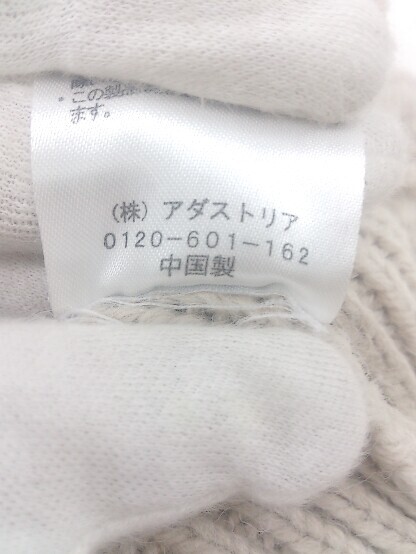 ・この製
ます。
(株) アダストリア
0120-601-162
中国製